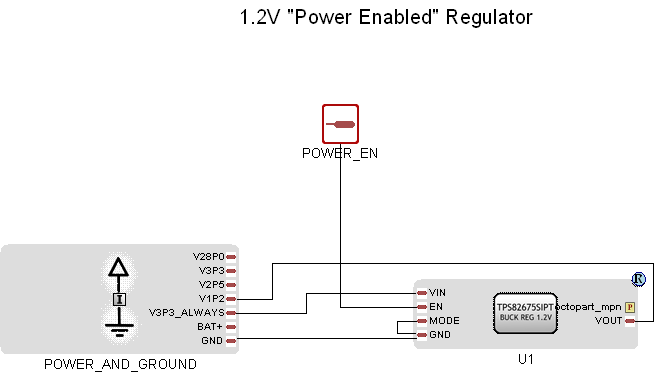 1.2V "Power Enabled" Regulator
POWER_EN
V28P0
V3P3
V2P5
V1P2
V3P3_ALWAYS
BAT+
GND
I
POWER_AND_GROUND
R
VIN
EN
MODE
GND
TPS82675SIPT
BUCK REG 1.2V
octopart_mpn P
VOUT
U1